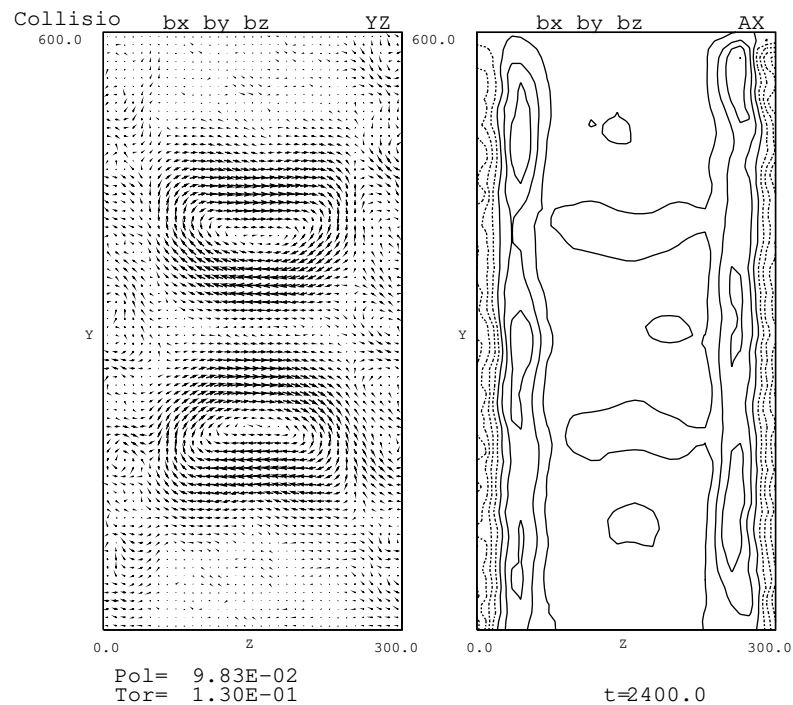 Collisio bx by bz YZ bx by bz AX
600.0 600.0
Y Y
0.0 Z 300.0 0.0 Z 300.0
Pol= 9.83E-02
Tor= 1.30E-01 t=2400.0